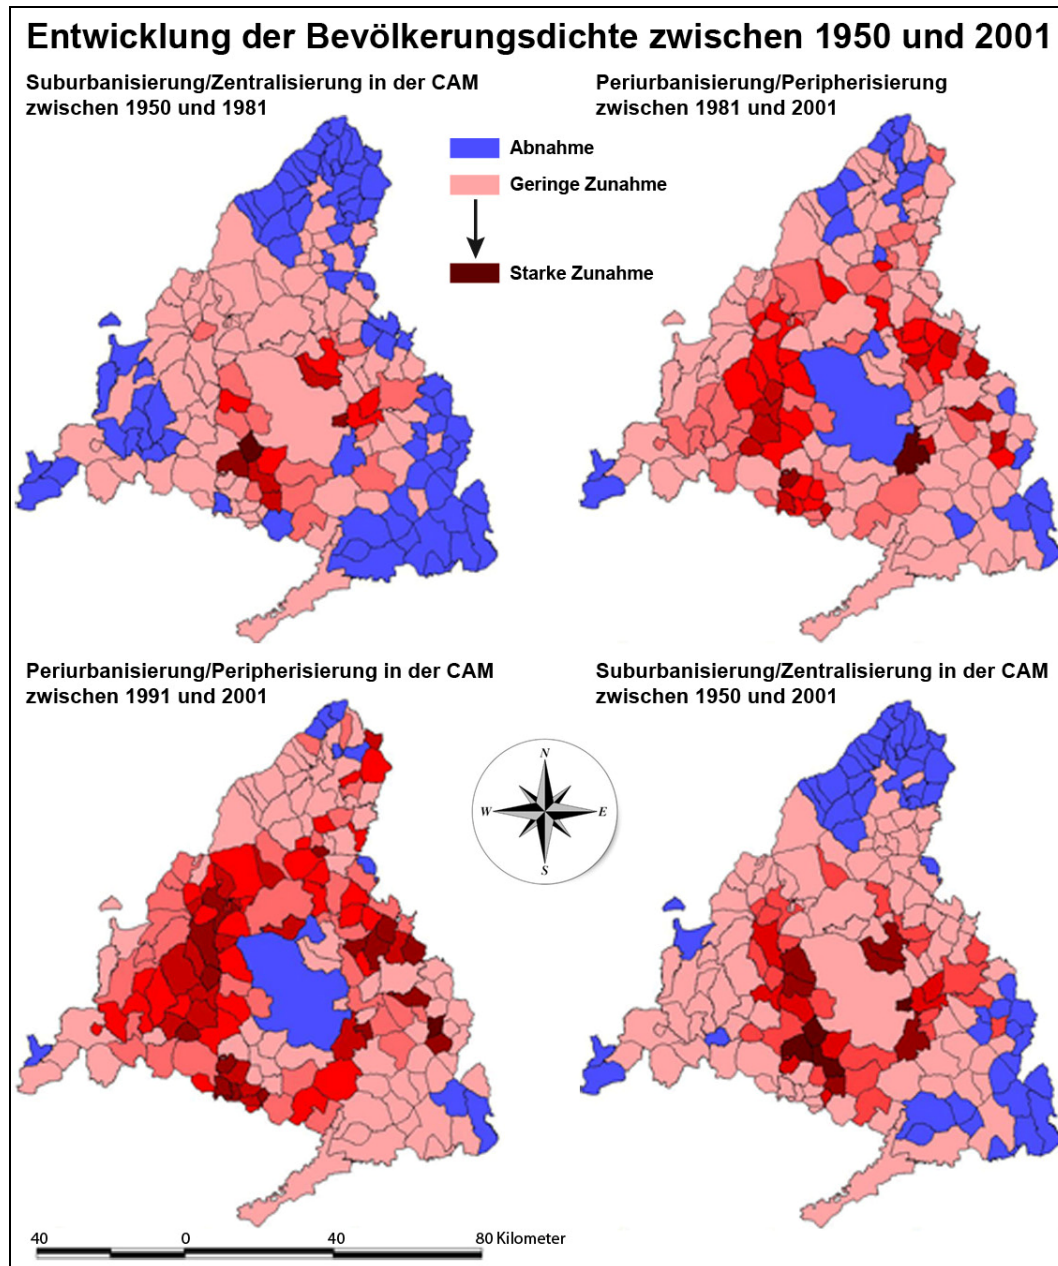 Entwicklung der Bevölkerungsdichte zwischen 1950 und 2001
Suburbanisierung/Zentralisierung in der CAM
zwischen 1950 und 1981
Periurbanisierung/Peripherisierung
zwischen 1981 und 2001
Abnahme
Geringe Zunahme
Starke Zunahme
Periurbanisierung/Peripherisierung in der CAM
zwischen 1991 und 2001
Suburbanisierung/Zentralisierung in der CAM
zwischen 1950 und 2001
N
W E
S
40 0 40 80 Kilometer